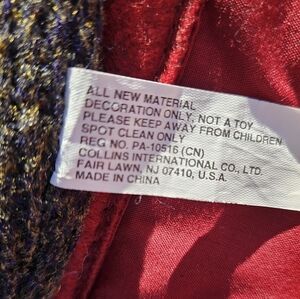 ALL NEW MATERIAL
DECORATION ONLY, NOT A TOY
PLEASE KEEP AWAY FROM CHILDREN
SPOT CLEAN ONLY
REG NO. PA-10516 (CN)
COLLINS INTERNATIONAL CO., LTD.
FAIR LAWN, NJ 07410, U.S.A
MADE IN CHINA